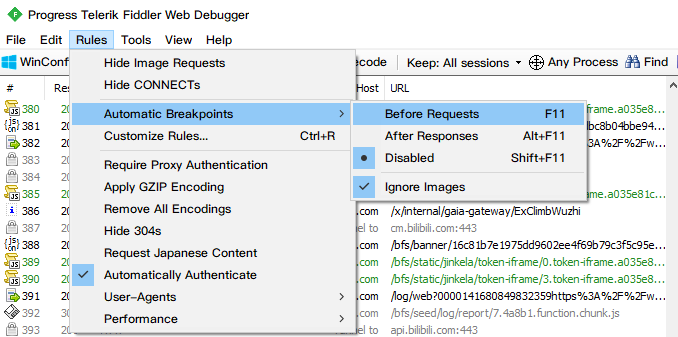 Progress Telerik Fiddler Web Debugger
File Edit Rules Tools View Help
WinConf Hide Image Requests code Keep: All sessions Any Process Find
Hide CONNECTs
# Res Host URL
380 20 Automatic Breakpoints Before Requests F11 -iframe.a035e8...
381 20 Customize Rules... Ctrl+R After Responses Alt+F11 bc8b04bbe94...
382 20 Disabled Shift+F11 3A%2F%2Fw...
383 20 Require Proxy Authentication
384 20 Apply GZIP Encoding Ignore Images
385 20 .iframe.a035e81c...
386 20 Remove All Encodings .com /x/internal/gaia-gateway/ExClimbWuzhi
387 20 Hide 304s el to cm.bilibili.com:443
388 20 Request Japanese Content .com /bfs/banner/16c81b7e1975dd9602ee4f69b79c3f5c95e...
389 20 Automatically Authenticate .com /bfs/static/jinkela/token-iframe/0.token-iframe.a035e8...
390 20 .com /bfs/static/jinkela/token-iframe/3.token-iframe.a035e8...
391 20 User-Agents .com /log/web?0000141680849832359https%3A%2F%2Fw...
392 30 Performance .com /bfs/seed/log/report/7.4a8b1.function.chunk.js
393 20 el to api.bilibili.com:443